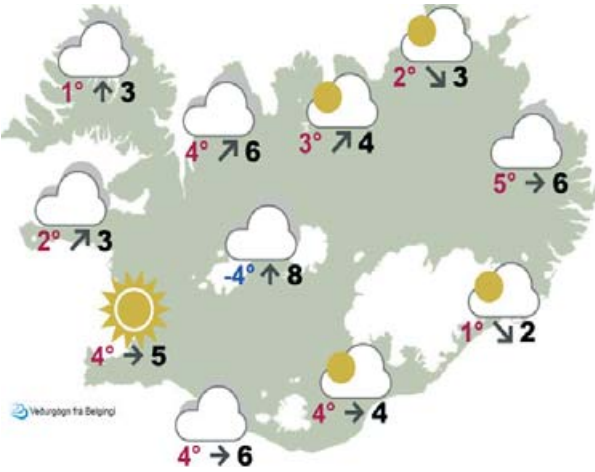 2° ↘ 3
1° ↑ 3
3° ↗ 4
4° ↗ 6
5° → 6
2° ↗ 3
-4° ↑ 8
1° ↘ 2
4° → 5
4° → 4
Veðurgögn frá Belgingi
4° → 6